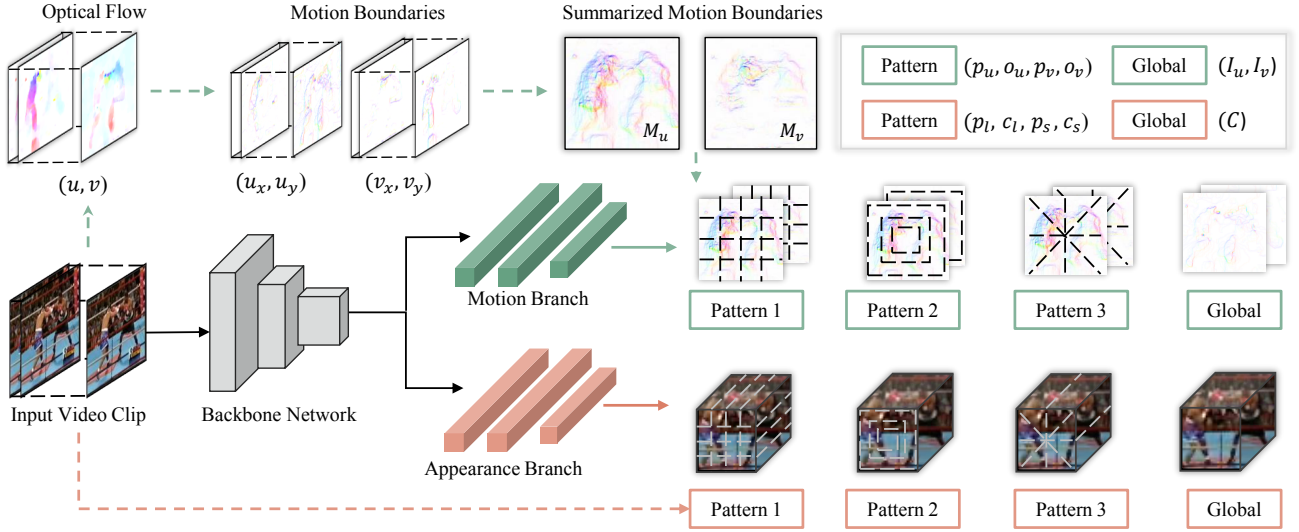 Optical Flow
Motion Boundaries
Summarized Motion Boundaries
M_u
M_v
Pattern (p_u, o_u, p_v, o_v) Global (I_u, I_v)
Pattern (p_l, c_l, p_s, c_s) Global (C)
(u, v)
(u_x, u_y)
(v_x, v_y)
Motion Branch
Pattern 1
Pattern 2
Pattern 3
Global
Input Video Clip
Backbone Network
Appearance Branch
Pattern 1
Pattern 2
Pattern 3
Global